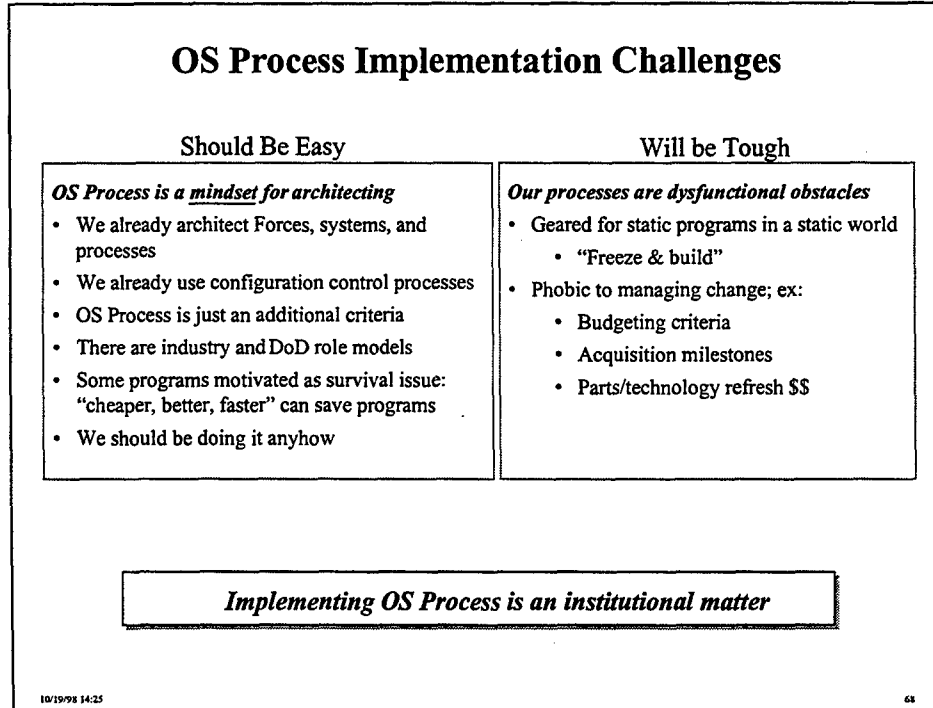 OS Process Implementation Challenges
Should Be Easy
OS Process is a mindset for architecting
• We already architect Forces, systems, and
processes
• We already use configuration control processes
• OS Process is just an additional criteria
• There are industry and DoD role models
• Some programs motivated as survival issue:
“cheaper, better, faster” can save programs
• We should be doing it anyhow
Will be Tough
Our processes are dysfunctional obstacles
• Geared for static programs in a static world
• “Freeze & build”
• Phobic to managing change; ex:
• Budgeting criteria
• Acquisition milestones
• Parts/technology refresh $$
Implementing OS Process is an institutional matter
10/19/98 14:25
68